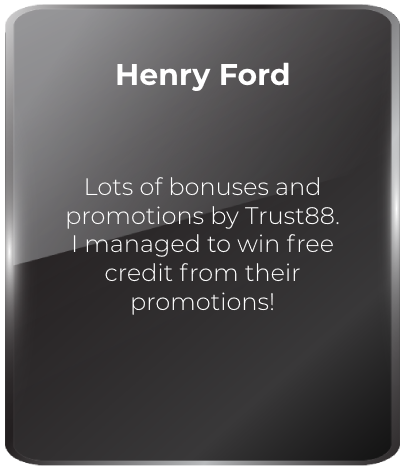 Henry Ford
Lots of bonuses and
promotions by Trust88.
I managed to win free
credit from their
promotions!